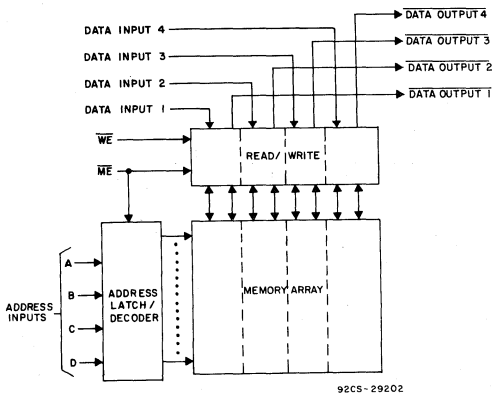 DATA OUTPUT 4
DATA INPUT 4
DATA OUTPUT 3
DATA INPUT 3
DATA OUTPUT 2
DATA INPUT 2
DATA OUTPUT 1
DATA INPUT 1
WE
READ/ WRITE
ME
A
B
ADDRESS
INPUTS
C
D
ADDRESS
LATCH/
DECODER
MEMORY ARRAY
92CS-29202